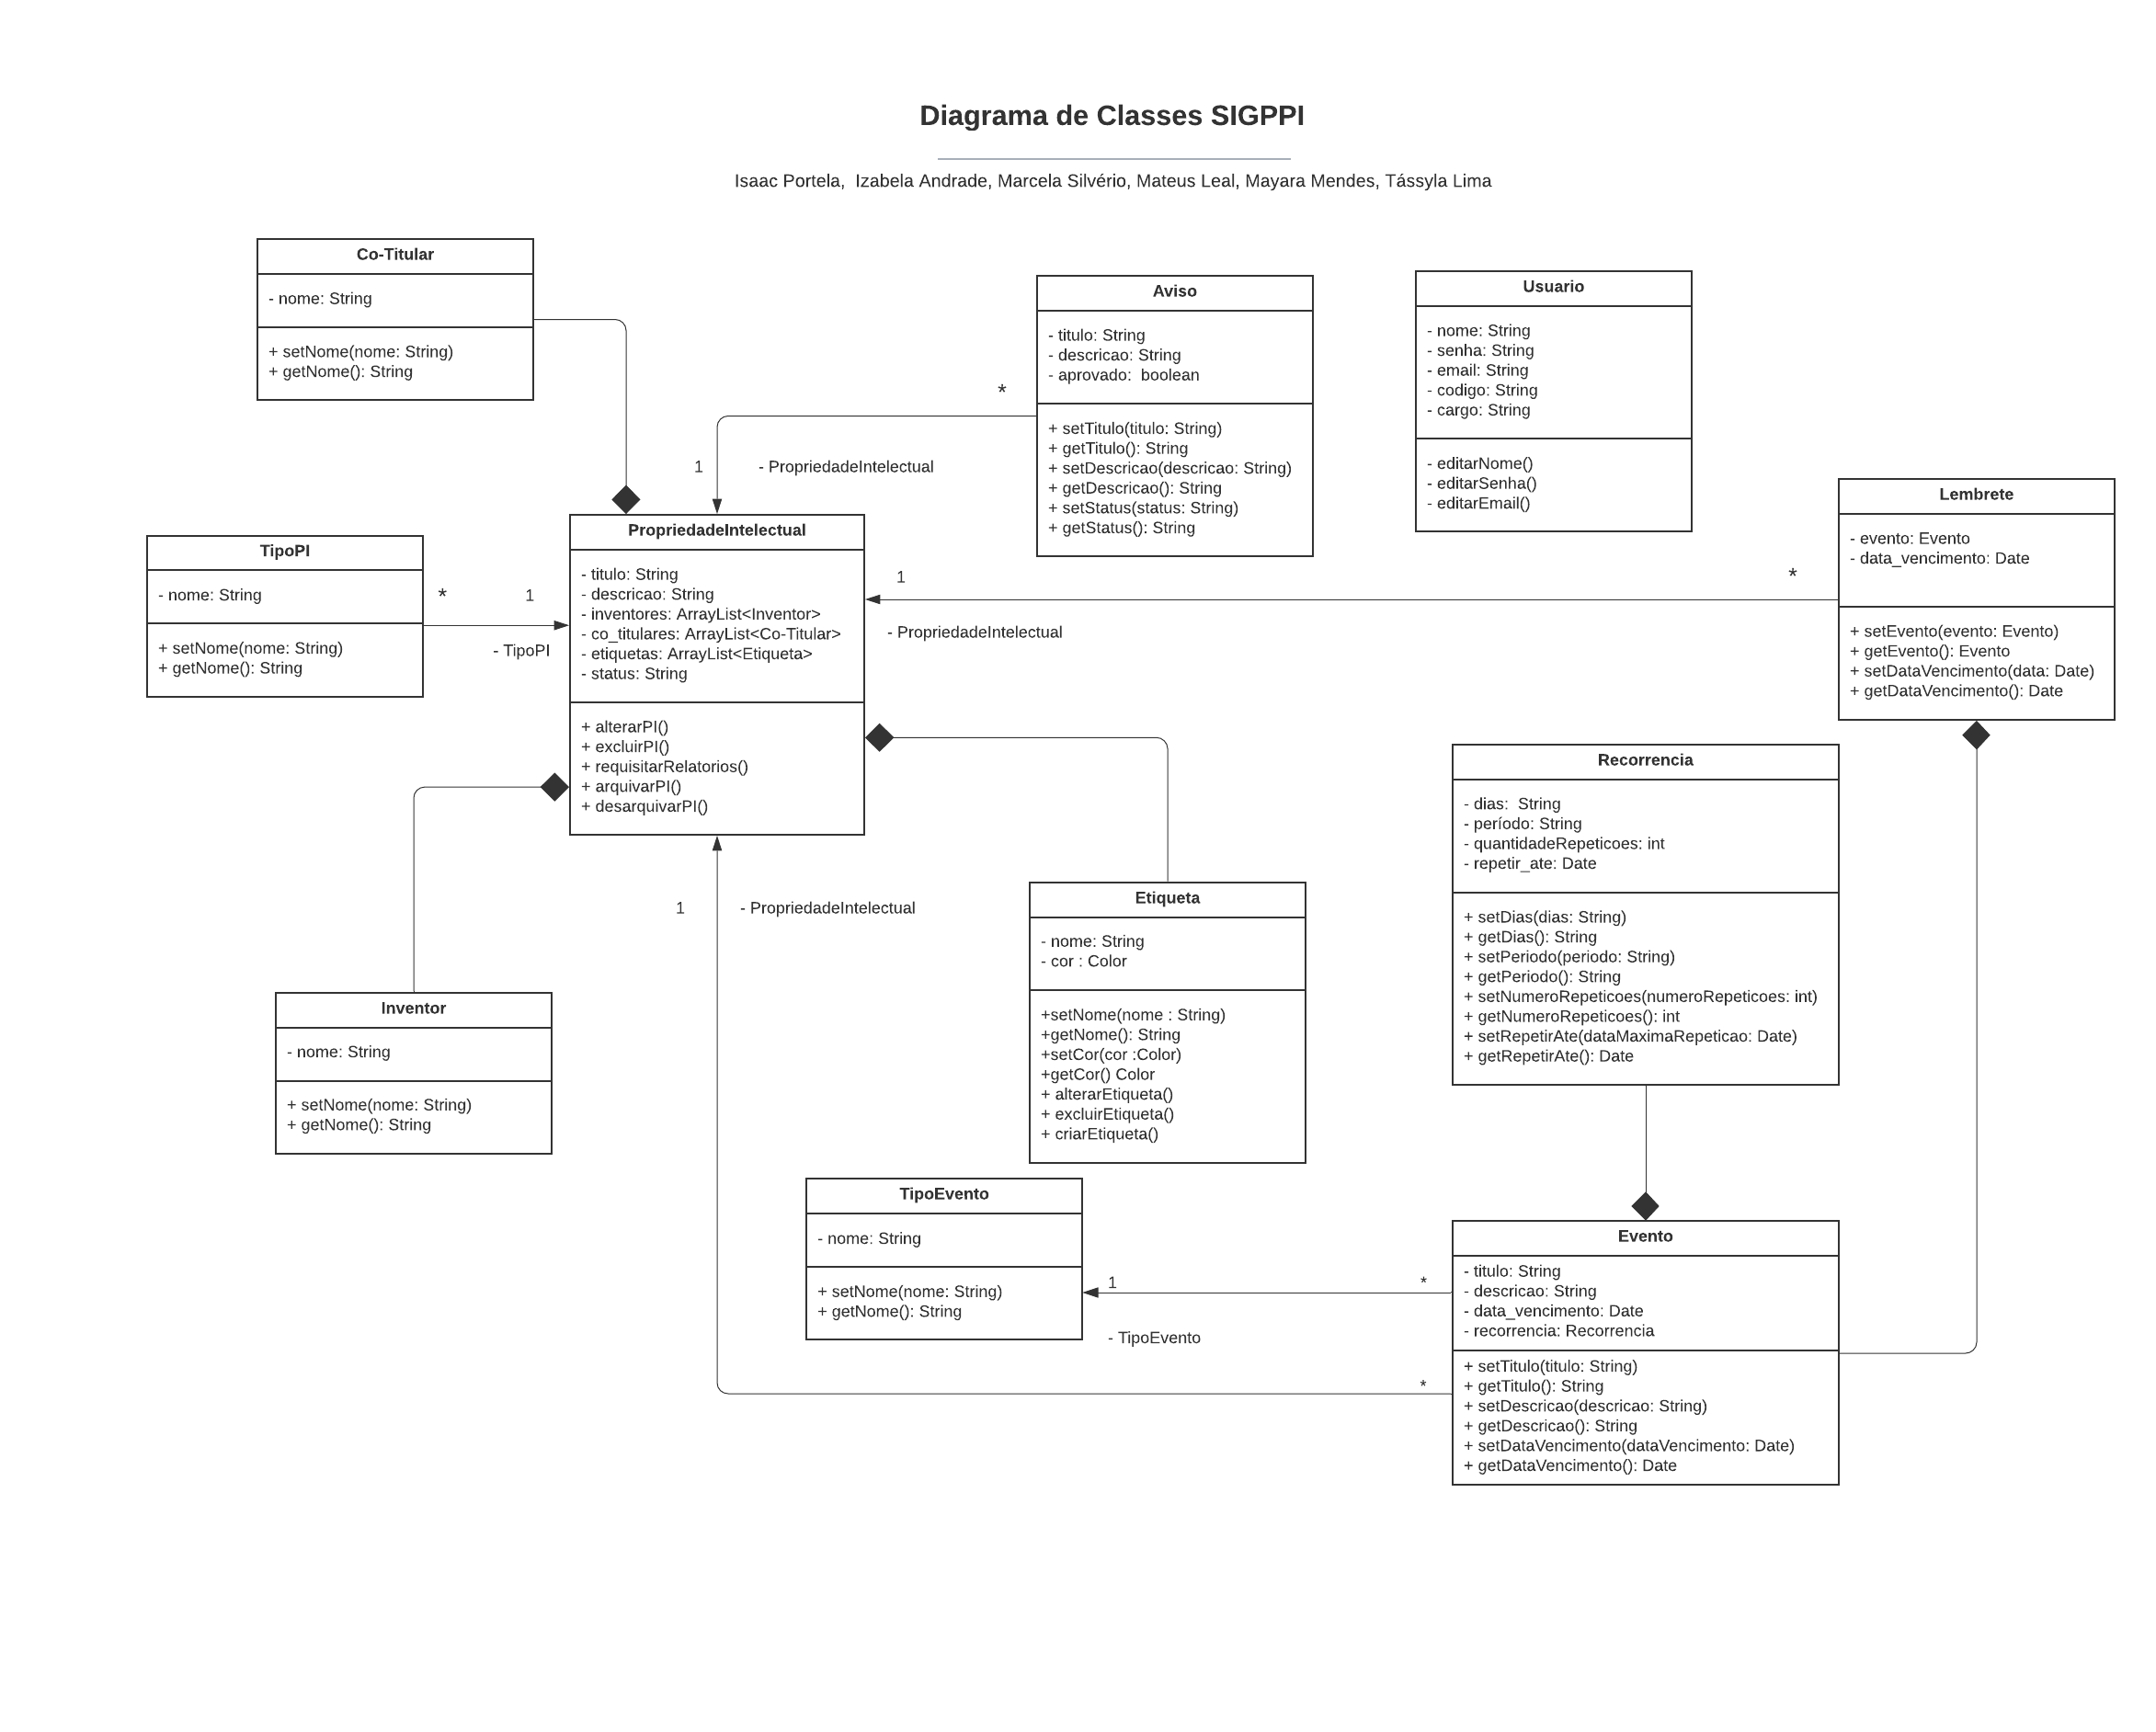 Diagrama de Classes SIGPPI
Isaac Portela,  Izabela Andrade, Marcela Silvério, Mateus Leal, Mayara Mendes, Tássyla Lima
Co-Titular
- nome: String
+ setNome(nome: String)
+ getNome(): String
Aviso
- titulo: String
- descricao: String
- aprovado:  boolean
+ setTitulo(titulo: String)
+ getTitulo(): String
+ setDescricao(descricao: String)
+ getDescricao(): String
+ setStatus(status: String)
+ getStatus(): String
*
1
- PropriedadeIntelectual
Usuario
- nome: String
- senha: String
- email: String
- codigo: String
- cargo: String
- editarNome()
- editarSenha()
- editarEmail()
Lembrete
- evento: Evento
- data_vencimento: Date
+ setEvento(evento: Evento)
+ getEvento(): Evento
+ setDataVencimento(data: Date)
+ getDataVencimento(): Date
TipoPI
- nome: String
+ setNome(nome: String)
+ getNome(): String
*
1
- TipoPI
PropriedadeIntelectual
- titulo: String
- descricao: String
- inventores: ArrayList<Inventor>
- co_titulares: ArrayList<Co-Titular>
- etiquetas: ArrayList<Etiqueta>
- status: String
+ alterarPI()
+ excluirPI()
+ requisitarRelatorios()
+ arquivarPI()
+ desarquivarPI()
1
*
- PropriedadeIntelectual
Recorrencia
- dias:  String
- período: String
- quantidadeRepeticoes: int
- repetir_ate: Date
+ setDias(dias: String)
+ getDias(): String
+ setPeriodo(periodo: String)
+ getPeriodo(): String
+ setNumeroRepeticoes(numeroRepeticoes: int)
+ getNumeroRepeticoes(): int
+ setRepetirAte(dataMaximaRepeticao: Date)
+ getRepetirAte(): Date
1
- PropriedadeIntelectual
Etiqueta
- nome: String
- cor : Color
+setNome(nome : String)
+getNome(): String
+setCor(cor :Color)
+getCor() Color
+ alterarEtiqueta()
+ excluirEtiqueta()
+ criarEtiqueta()
Inventor
- nome: String
+ setNome(nome: String)
+ getNome(): String
TipoEvento
- nome: String
+ setNome(nome: String)
+ getNome(): String
1
*
- TipoEvento
*
Evento
- titulo: String
- descricao: String
- data_vencimento: Date
- recorrencia: Recorrencia
+ setTitulo(titulo: String)
+ getTitulo(): String
+ setDescricao(descricao: String)
+ getDescricao(): String
+ setDataVencimento(dataVencimento: Date)
+ getDataVencimento(): Date